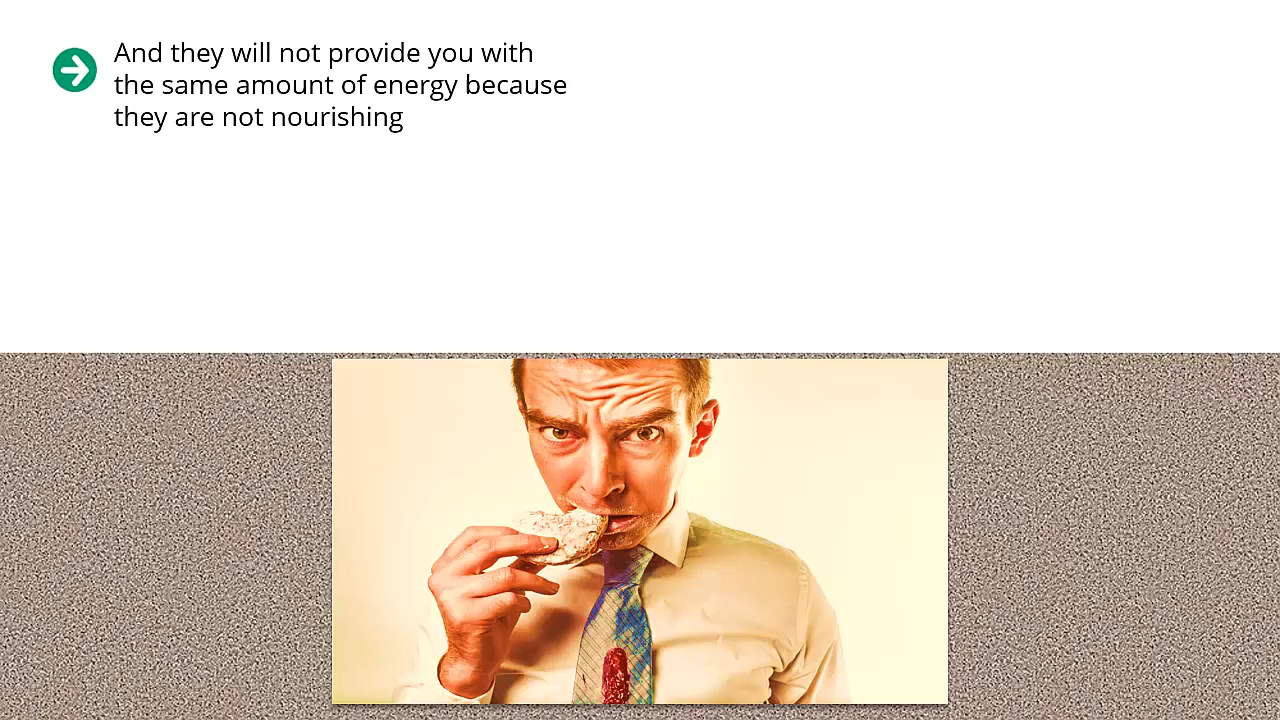 And they will not provide you with
the same amount of energy because
they are not nourishing